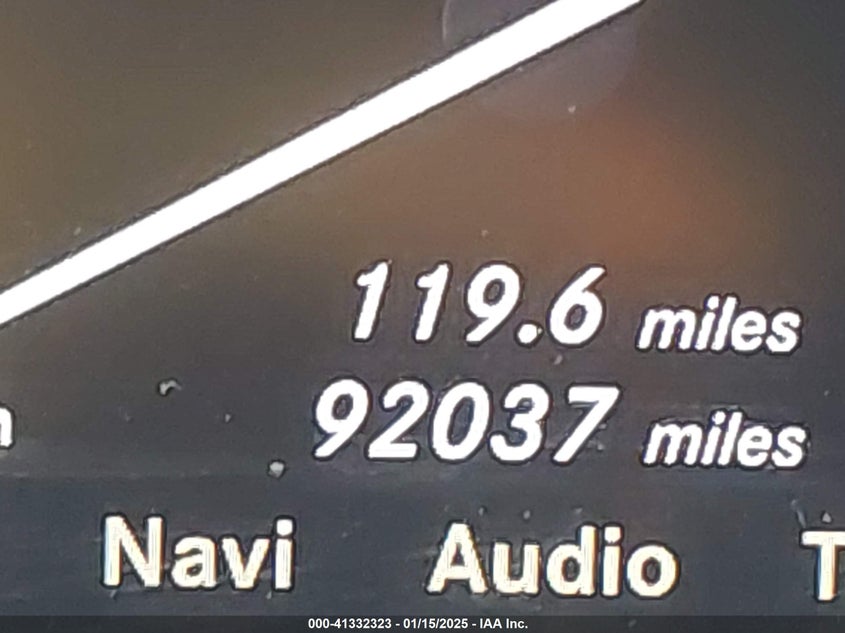 119.6 miles
92037 miles
Navi Audio
000-41332323 - 01/15/2025 - IAA Inc.